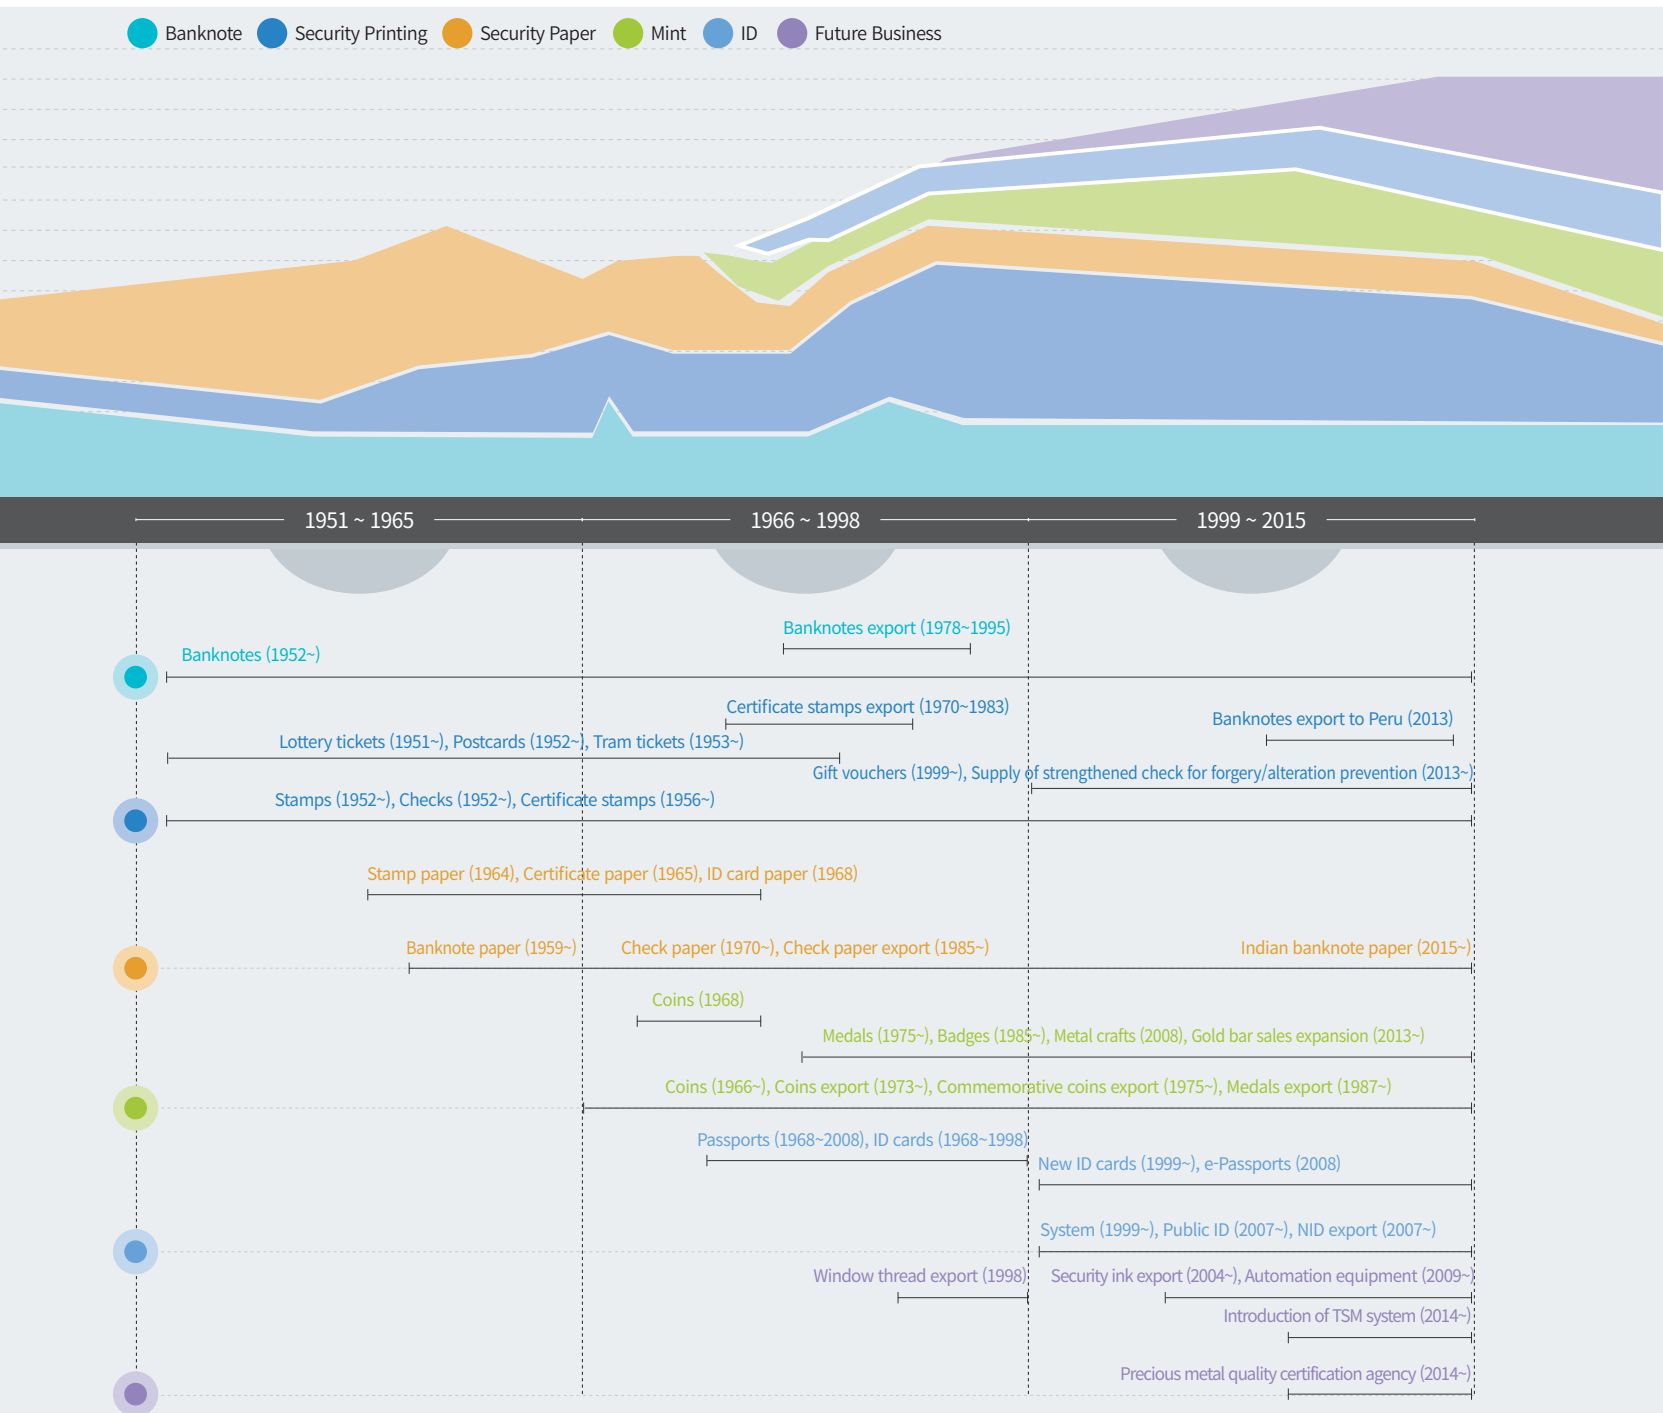 Banknote Security Printing Security Paper Mint ID Future Business
1951 ~ 1965 1966 ~ 1998 1999 ~ 2015
Banknotes export (1978~1995)
Banknotes (1952~)
Certificate stamps export (1970~1983)
Banknotes export to Peru (2013)
Lottery tickets (1951~), Postcards (1952~), Tram tickets (1953~)
Gift vouchers (1999~), Supply of strengthened check for forgery/alteration prevention (2013~)
Stamps (1952~), Checks (1952~), Certificate stamps (1956~)
Stamp paper (1964), Certificate paper (1965), ID card paper (1968)
Banknote paper (1959~) Check paper (1970~), Check paper export (1985~) Indian banknote paper (2015~)
Coins (1968)
Medals (1975~), Badges (1985~), Metal crafts (2008), Gold bar sales expansion (2013~)
Coins (1966~), Coins export (1973~), Commemorative coins export (1975~), Medals export (1987~)
Passports (1968~2008), ID cards (1968~1998)
New ID cards (1999~), e-Passports (2008)
System (1999~), Public ID (2007~), NID export (2007~)
Window thread export (1998) Security ink export (2004~), Automation equipment (2009~)
Introduction of TSM system (2014~)
Precious metal quality certification agency (2014~)